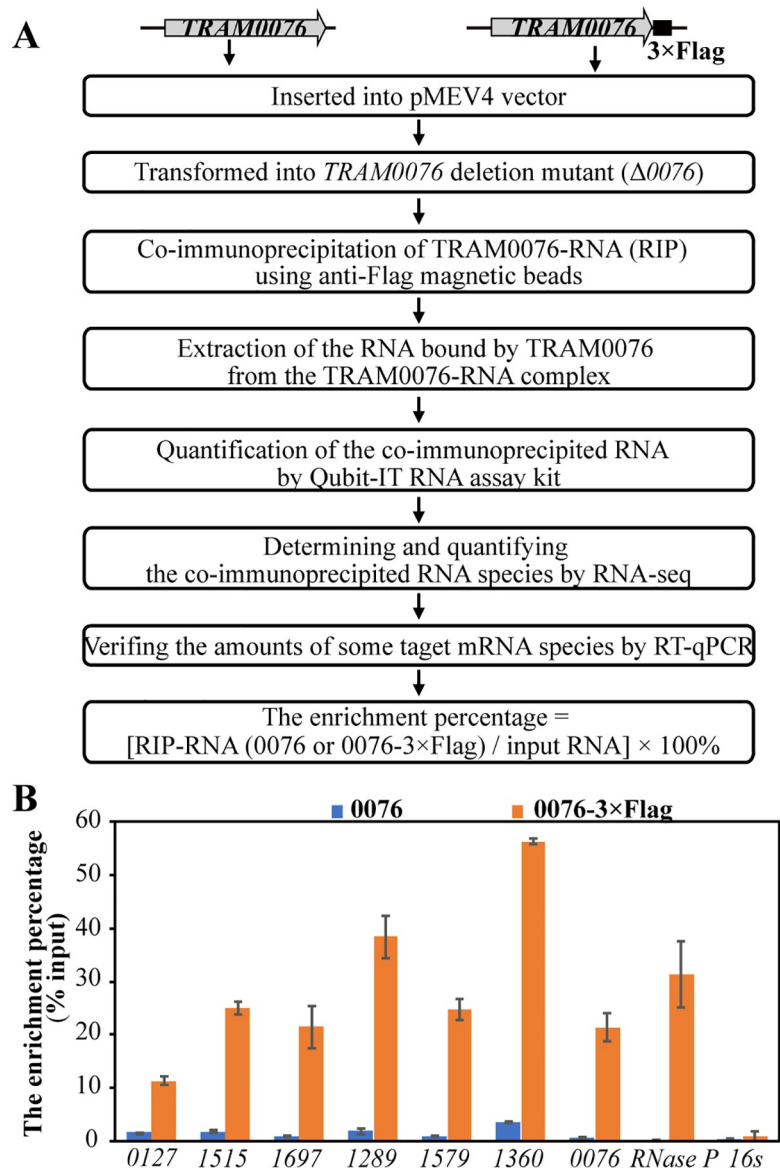 A
TRAM0076
TRAM0076
3×Flag
Inserted into pMEV4 vector
Transformed into TRAM0076 deletion mutant (Δ0076)
Co-immunoprecipitation of TRAM0076-RNA (RIP)
using anti-Flag magnetic beads
Extraction of the RNA bound by TRAM0076
from the TRAM0076-RNA complex
Quantification of the co-immunoprecipited RNA
by Qubit-IT RNA assay kit
Determining and quantifying
the co-immunoprecipited RNA species by RNA-seq
Verifing the amounts of some taget mRNA species by RT-qPCR
The enrichment percentage =
[RIP-RNA (0076 or 0076-3×Flag) / input RNA] × 100%
B
0076
0076-3×Flag
The enrichment percentage
(% input)
60
50
40
30
20
10
0
0127 1515 1697 1289 1579 1360 0076 RNase P 16s